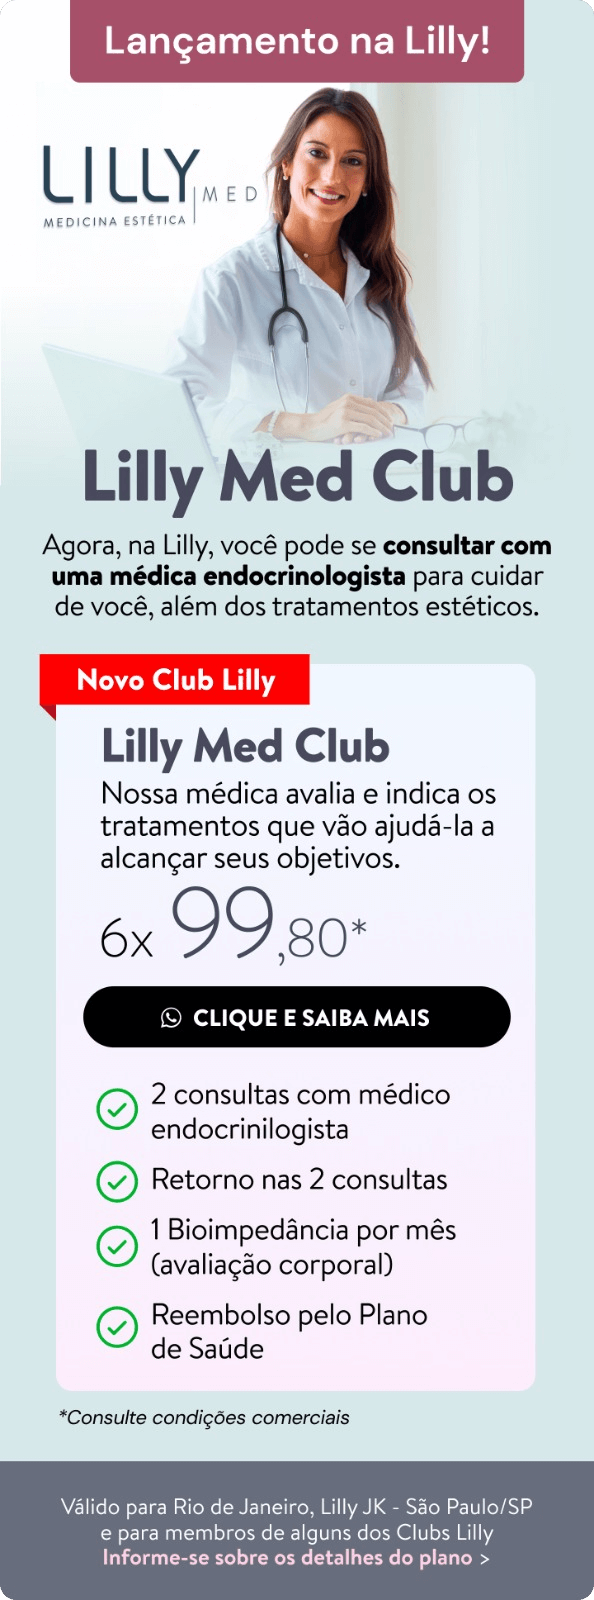 Lançamento na Lilly!
LILLY
MED
MEDICINA ESTÉTICA
Lilly Med Club
Agora, na Lilly, você pode se consultar com
uma médica endocrinologista para cuidar
de você, além dos tratamentos estéticos.
Novo Club Lilly
Lilly Med Club
Nossa médica avalia e indica os
tratamentos que vão ajudá-la a
alcançar seus objetivos.
6x 99,80*
CLIQUE E SAIBA MAIS
2 consultas com médico
endocrinilogista
Retorno nas 2 consultas
1 Bioimpedância por mês
(avaliação corporal)
Reembolso pelo Plano
de Saúde
*Consulte condições comerciais
Válido para Rio de Janeiro, Lilly JK - São Paulo/SP
e para membros de alguns dos Clubs Lilly
Informe-se sobre os detalhes do plano >